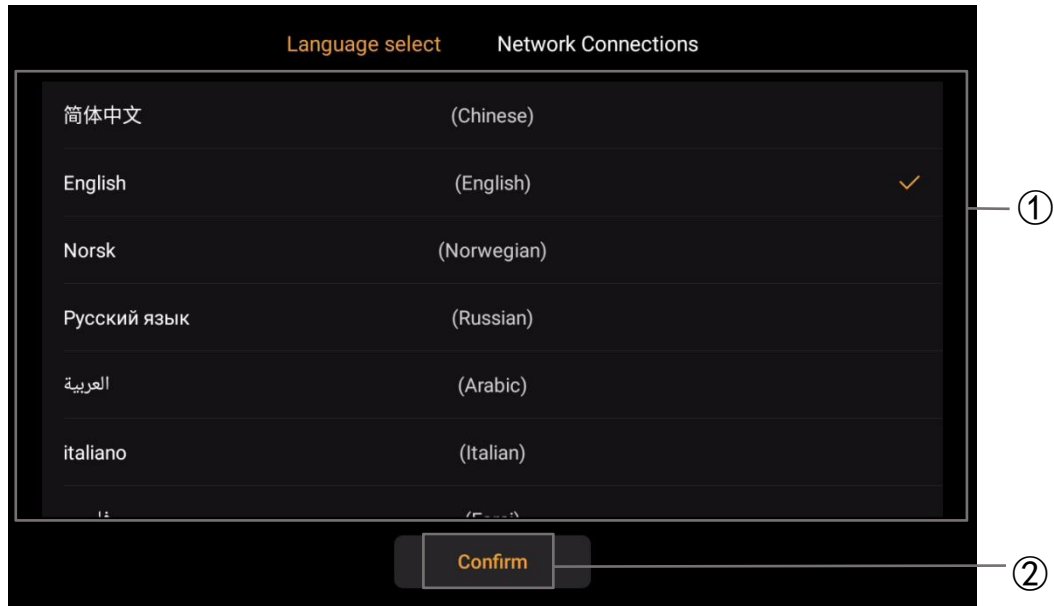 Language select Network Connections
简体中文 (Chinese)
English (English)
①
Norsk (Norwegian)
Русский язык (Russian)
العربية (Arabic)
italiano (Italian)
Confirm
②